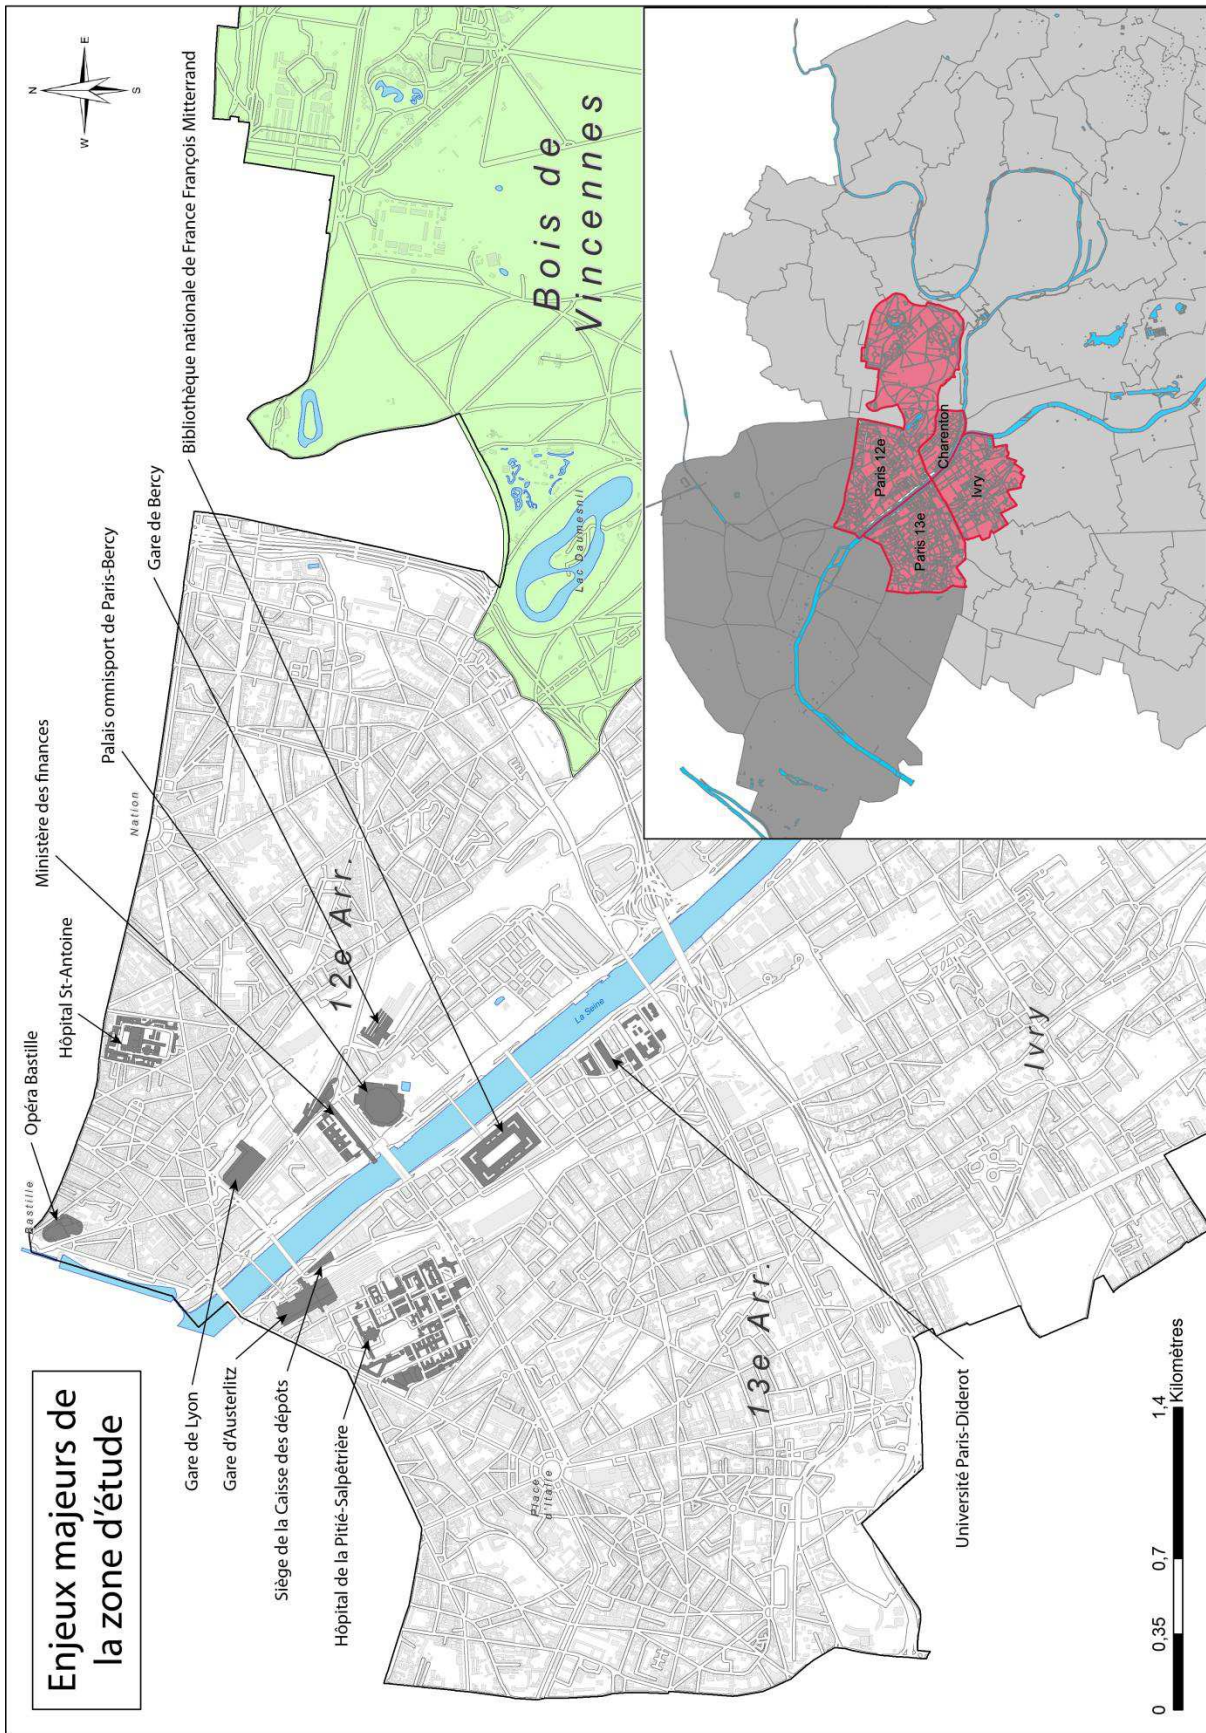 Enjeux majeurs de
la zone d'étude
N
W
E
S
Bastille
Opéra Bastille
Hôpital St-Antoine
Ministère des finances
Palais omnisport de Paris-Bercy
Gare de Bercy
Bibliothèque nationale de France François Mitterrand
Nation
12e Arr.
Bois de
Vincennes
Lac Daumesnil
Gare de Lyon
Gare d'Austerlitz
Siège de la Caisse des dépôts
Hôpital de la Pitié-Salpêtrière
La Seine
Place
d'Italie
13e Arr.
Ivry
Université Paris-Diderot
0
0,35
0,7
1,4
Kilomètres
Paris 12e
Paris 13e
Charenton
Ivry